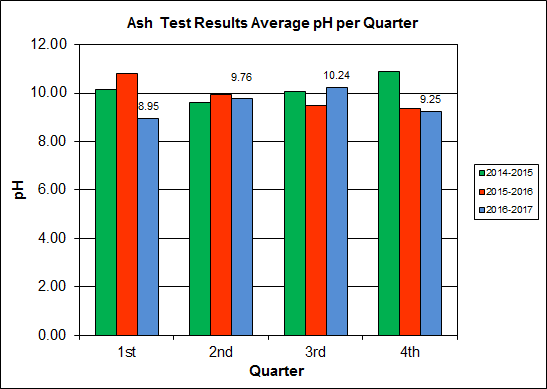 Ash  Test Results Average pH per Quarter
12.00
10.00
8.00
6.00
4.00
2.00
0.00
pH
8.95
9.76
10.24
9.25
1st
2nd
3rd
4th
Quarter
2014-2015
2015-2016
2016-2017